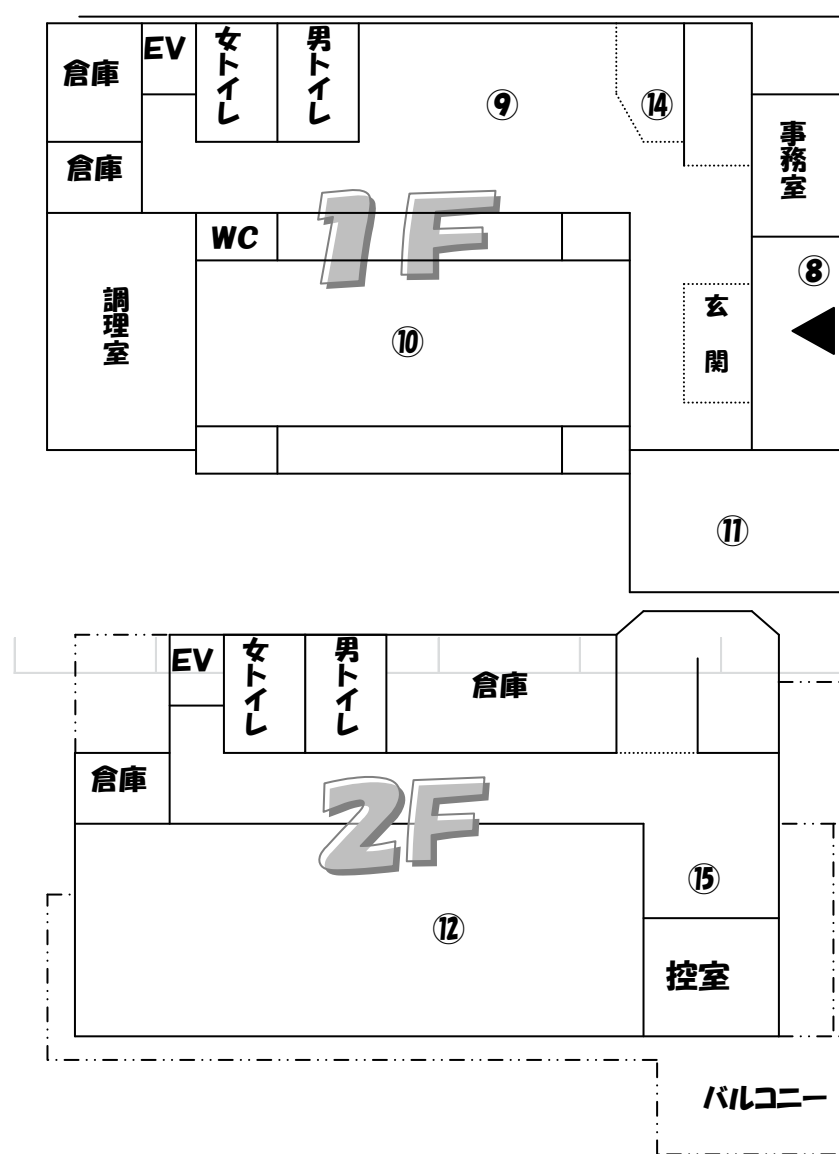 EV
女トイレ
男トイレ
倉庫
⑨
⑭
事務室
倉庫
1F
WC
⑧
玄関
調理室
⑩
⑪
EV
女トイレ
男トイレ
倉庫
倉庫
2F
⑮
⑫
控室
バルコニー